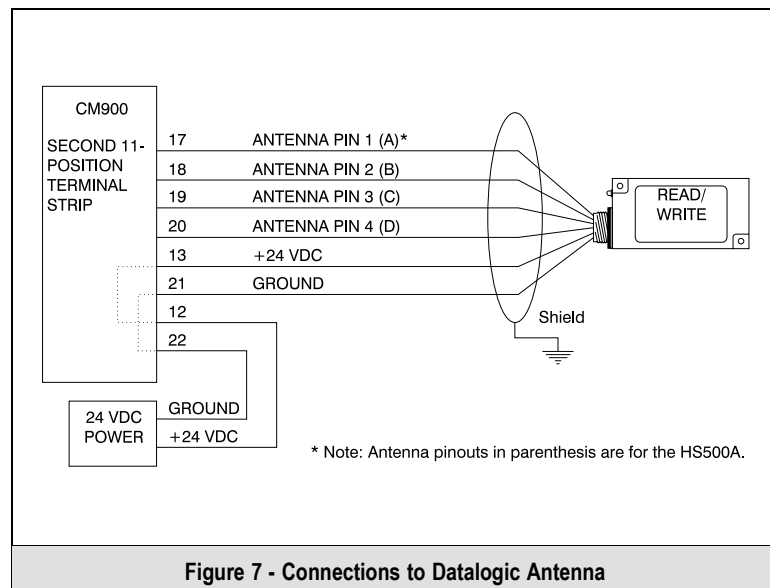 CM900
SECOND 11-
POSITION
TERMINAL
STRIP
17 ANTENNA PIN 1 (A)*
18 ANTENNA PIN 2 (B)
19 ANTENNA PIN 3 (C)
20 ANTENNA PIN 4 (D)
13 +24 VDC
21 GROUND
12
22
READ/
WRITE
Shield
24 VDC
POWER
GROUND
+24 VDC
* Note: Antenna pinouts in parenthesis are for the HS500A.
Figure 7 - Connections to Datalogic Antenna